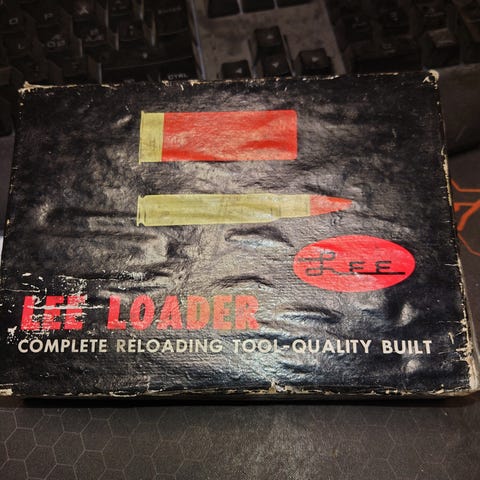 LEE
LEE LOADER
COMPLETE RELOADING TOOL-QUALITY BUILT